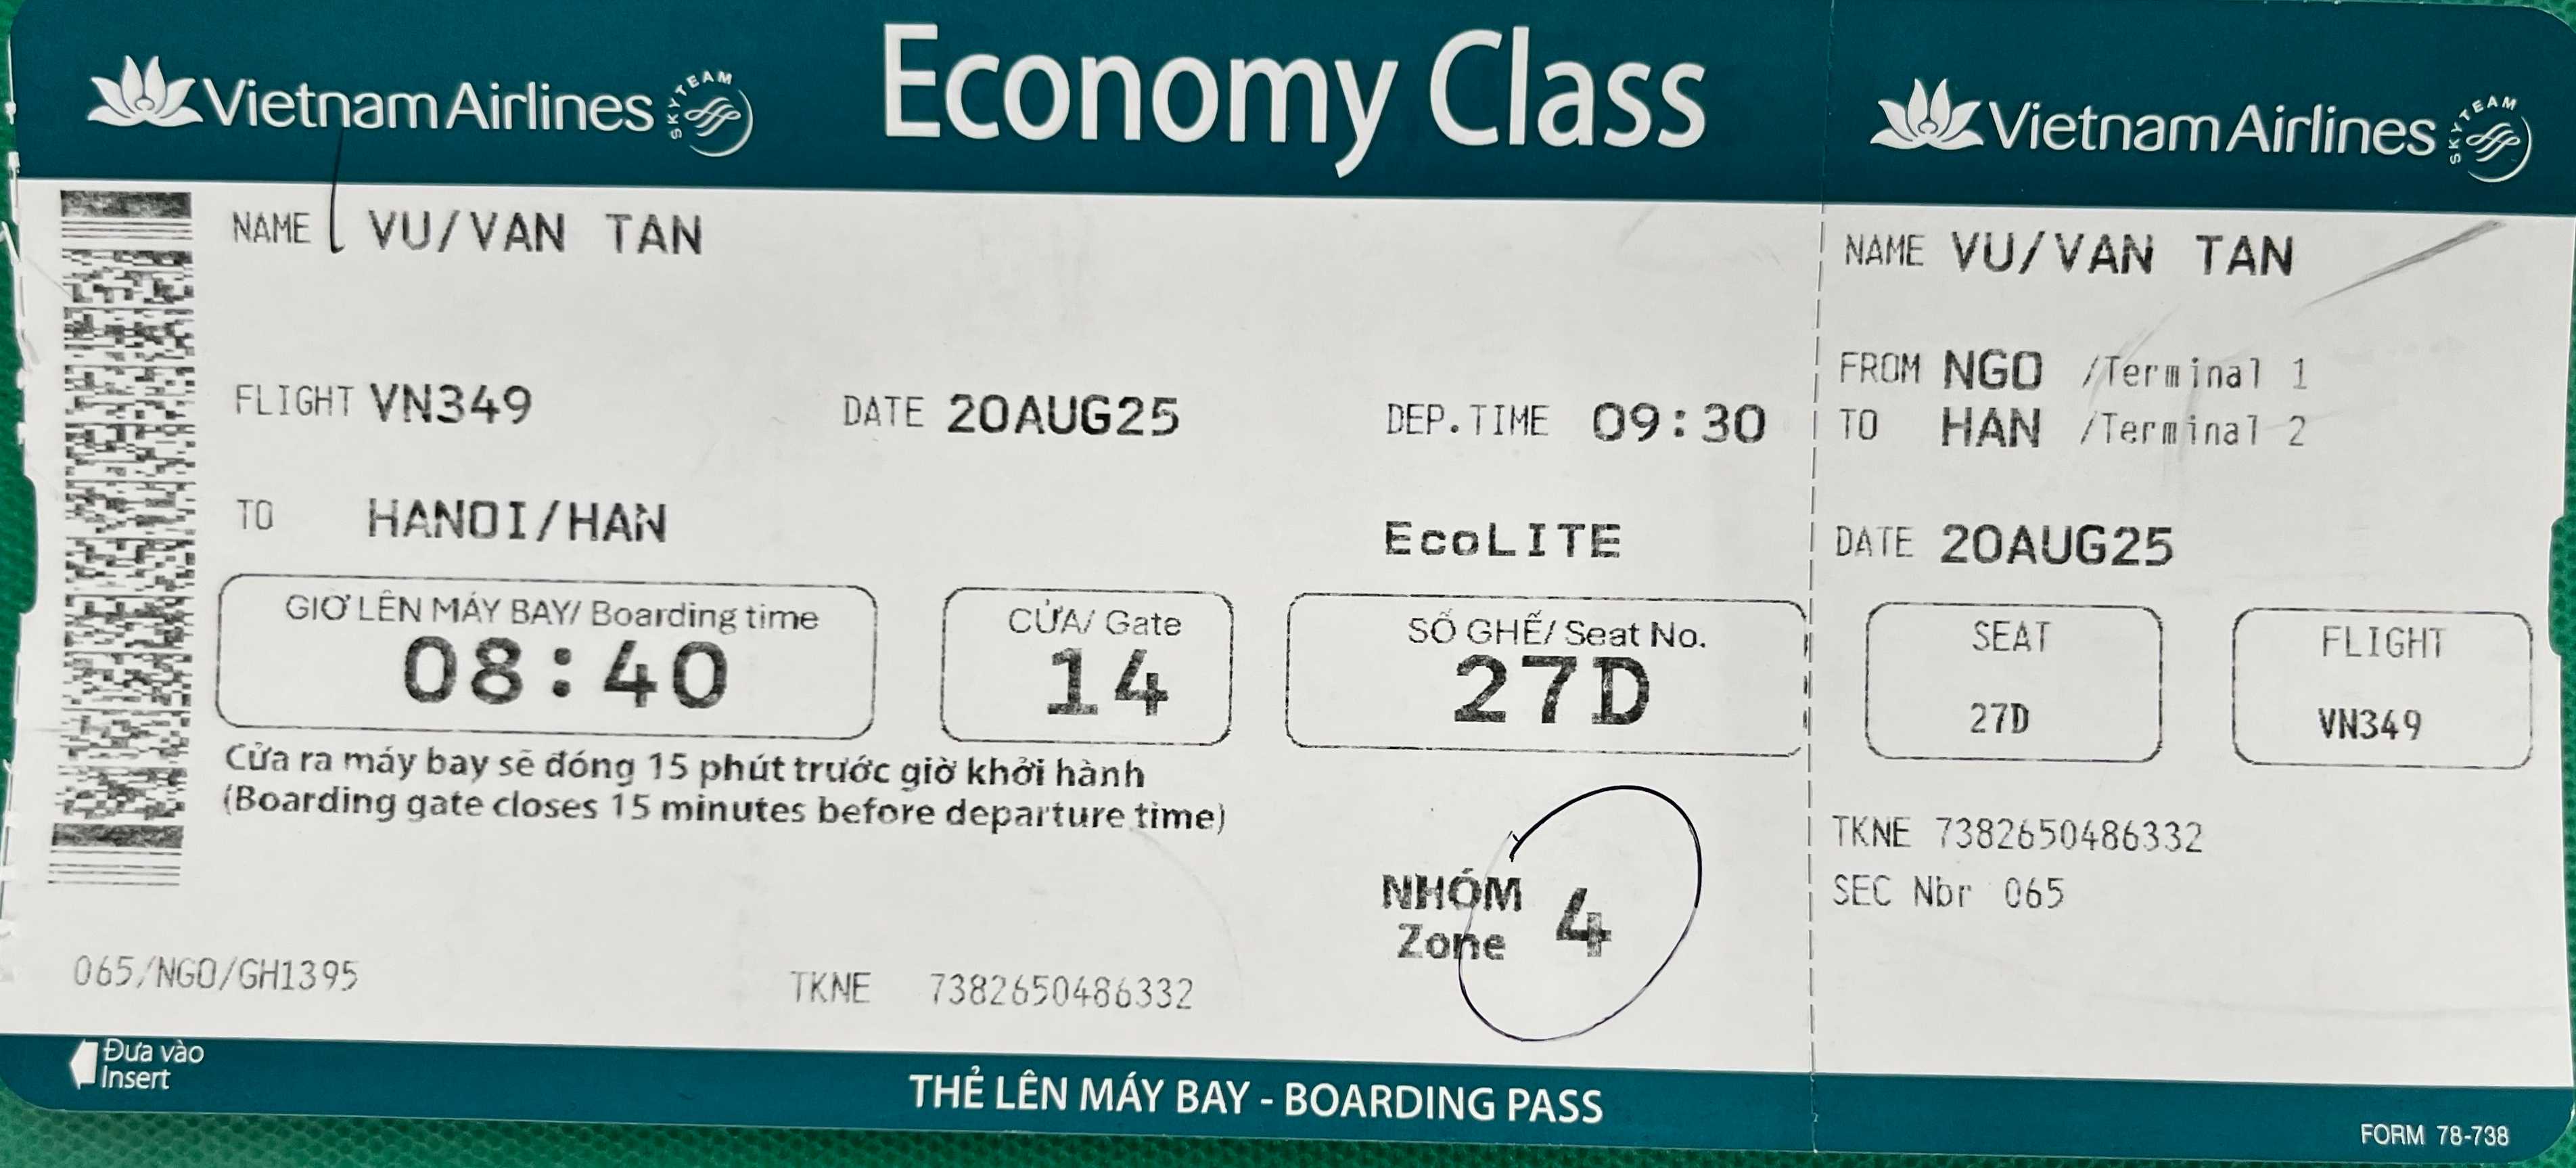 Vietnam Airlines SKYTEAM
Economy Class
NAME VU/VAN TAN
FLIGHT VN349 DATE 20AUG25 DEP.TIME 09:30
TO HANOI/HAN EcoLITE
GIỜ LÊN MÁY BAY/ Boarding time
08:40
CỬA/ Gate
14
SỐ GHẾ/ Seat No.
27D
Cửa ra máy bay sẽ đóng 15 phút trước giờ khởi hành
(Boarding gate closes 15 minutes before departure time)
NHÓM
Zone 4
065/NGO/GH1395 TKNE 7382650486332
Đưa vào
Insert
THẺ LÊN MÁY BAY - BOARDING PASS
Vietnam Airlines SKYTEAM
NAME VU/VAN TAN
FROM NGO /Terminal 1
TO HAN /Terminal 2
DATE 20AUG25
SEAT
27D
FLIGHT
VN349
TKNE 7382650486332
SEC Nbr 065
FORM 78-738